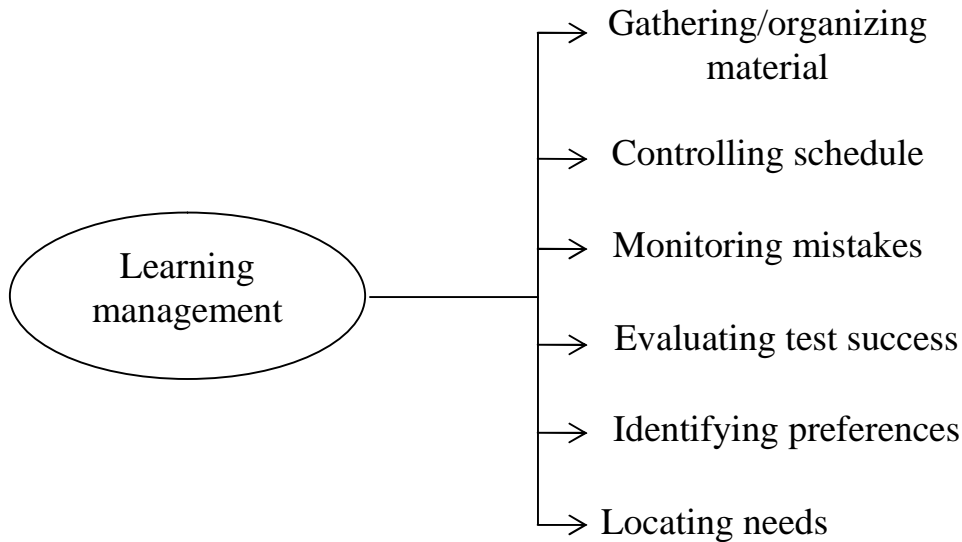 Gathering/organizing
material
Controlling schedule
Monitoring mistakes
Learning
management
Evaluating test success
Identifying preferences
Locating needs